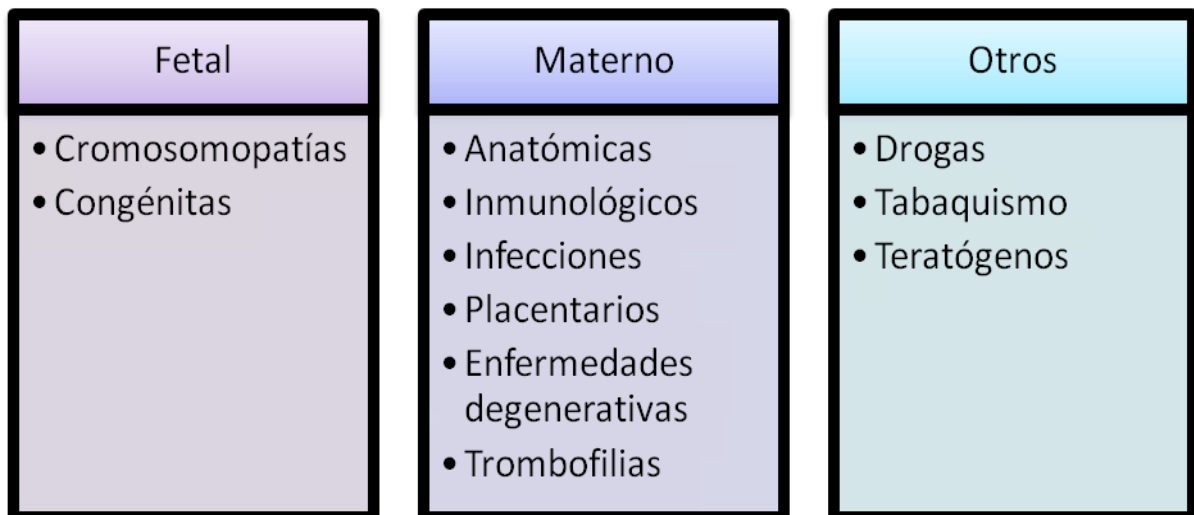 Fetal
• Cromosomopatías
• Congénitas
Materno
• Anatómicas
• Inmunológicos
• Infecciones
• Placentarios
• Enfermedades
degenerativas
• Trombofilias
Otros
• Drogas
• Tabaquismo
• Teratógenos